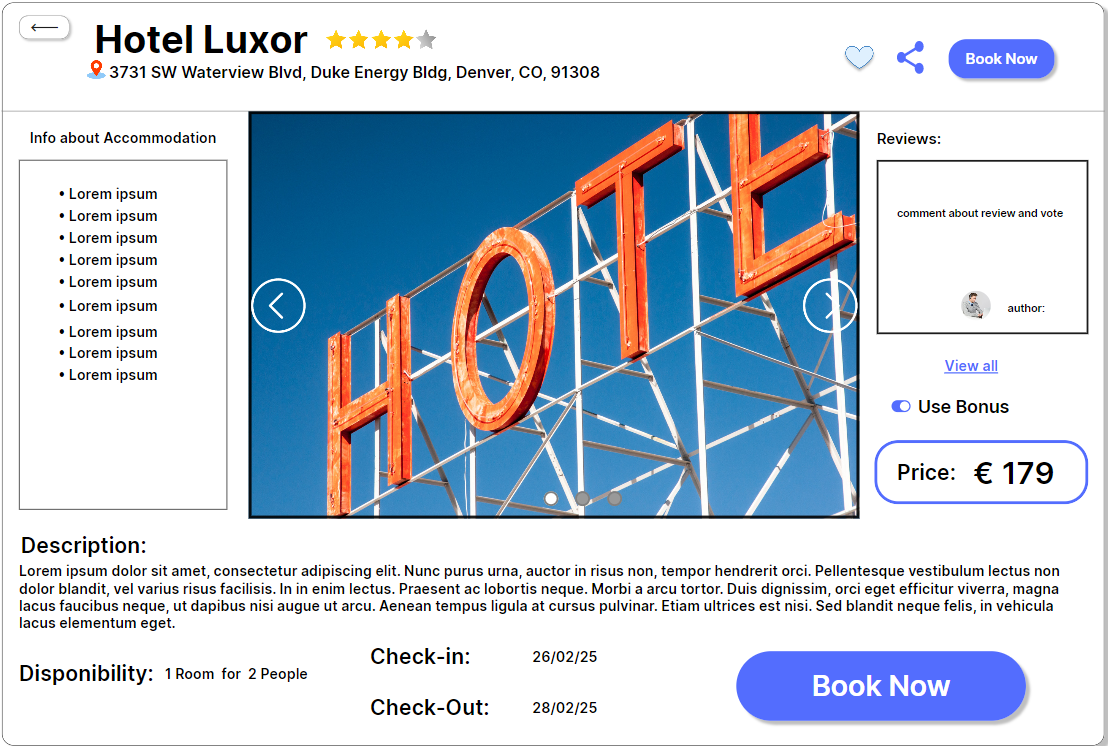 Hotel Luxor
3731 SW Waterview Blvd, Duke Energy Bldg, Denver, CO, 91308
Book Now
Info about Accommodation
• Lorem ipsum
• Lorem ipsum
• Lorem ipsum
• Lorem ipsum
• Lorem ipsum
• Lorem ipsum
• Lorem ipsum
• Lorem ipsum
• Lorem ipsum
HOTE
Reviews:
comment about review and vote
author:
View all
Use Bonus
Price: € 179
Description:
Lorem ipsum dolor sit amet, consectetur adipiscing elit. Nunc purus urna, auctor in risus non, tempor hendrerit orci. Pellentesque vestibulum lectus non
dolor blandit, vel varius risus facilisis. In in enim lectus. Praesent ac lobortis neque. Morbi a arcu tortor. Duis dignissim, orci eget efficitur viverra, magna
lacus faucibus neque, ut dapibus nisi augue ut arcu. Aenean tempus ligula at cursus pulvinar. Etiam ultrices est nisi. Sed blandit neque felis, in vehicula
lacus elementum eget.
Disponibility: 1 Room for 2 People
Check-in: 26/02/25
Check-Out: 28/02/25
Book Now